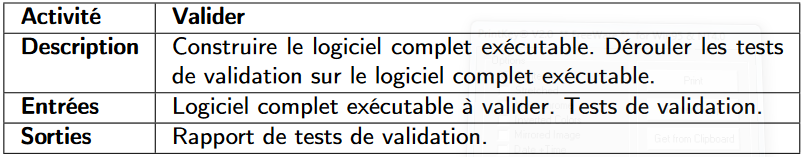 Activité Valider
Description Construire le logiciel complet exécutable. Dérouler les tests
de validation sur le logiciel complet exécutable.
Entrées Logiciel complet exécutable à valider. Tests de validation.
Sorties Rapport de tests de validation.